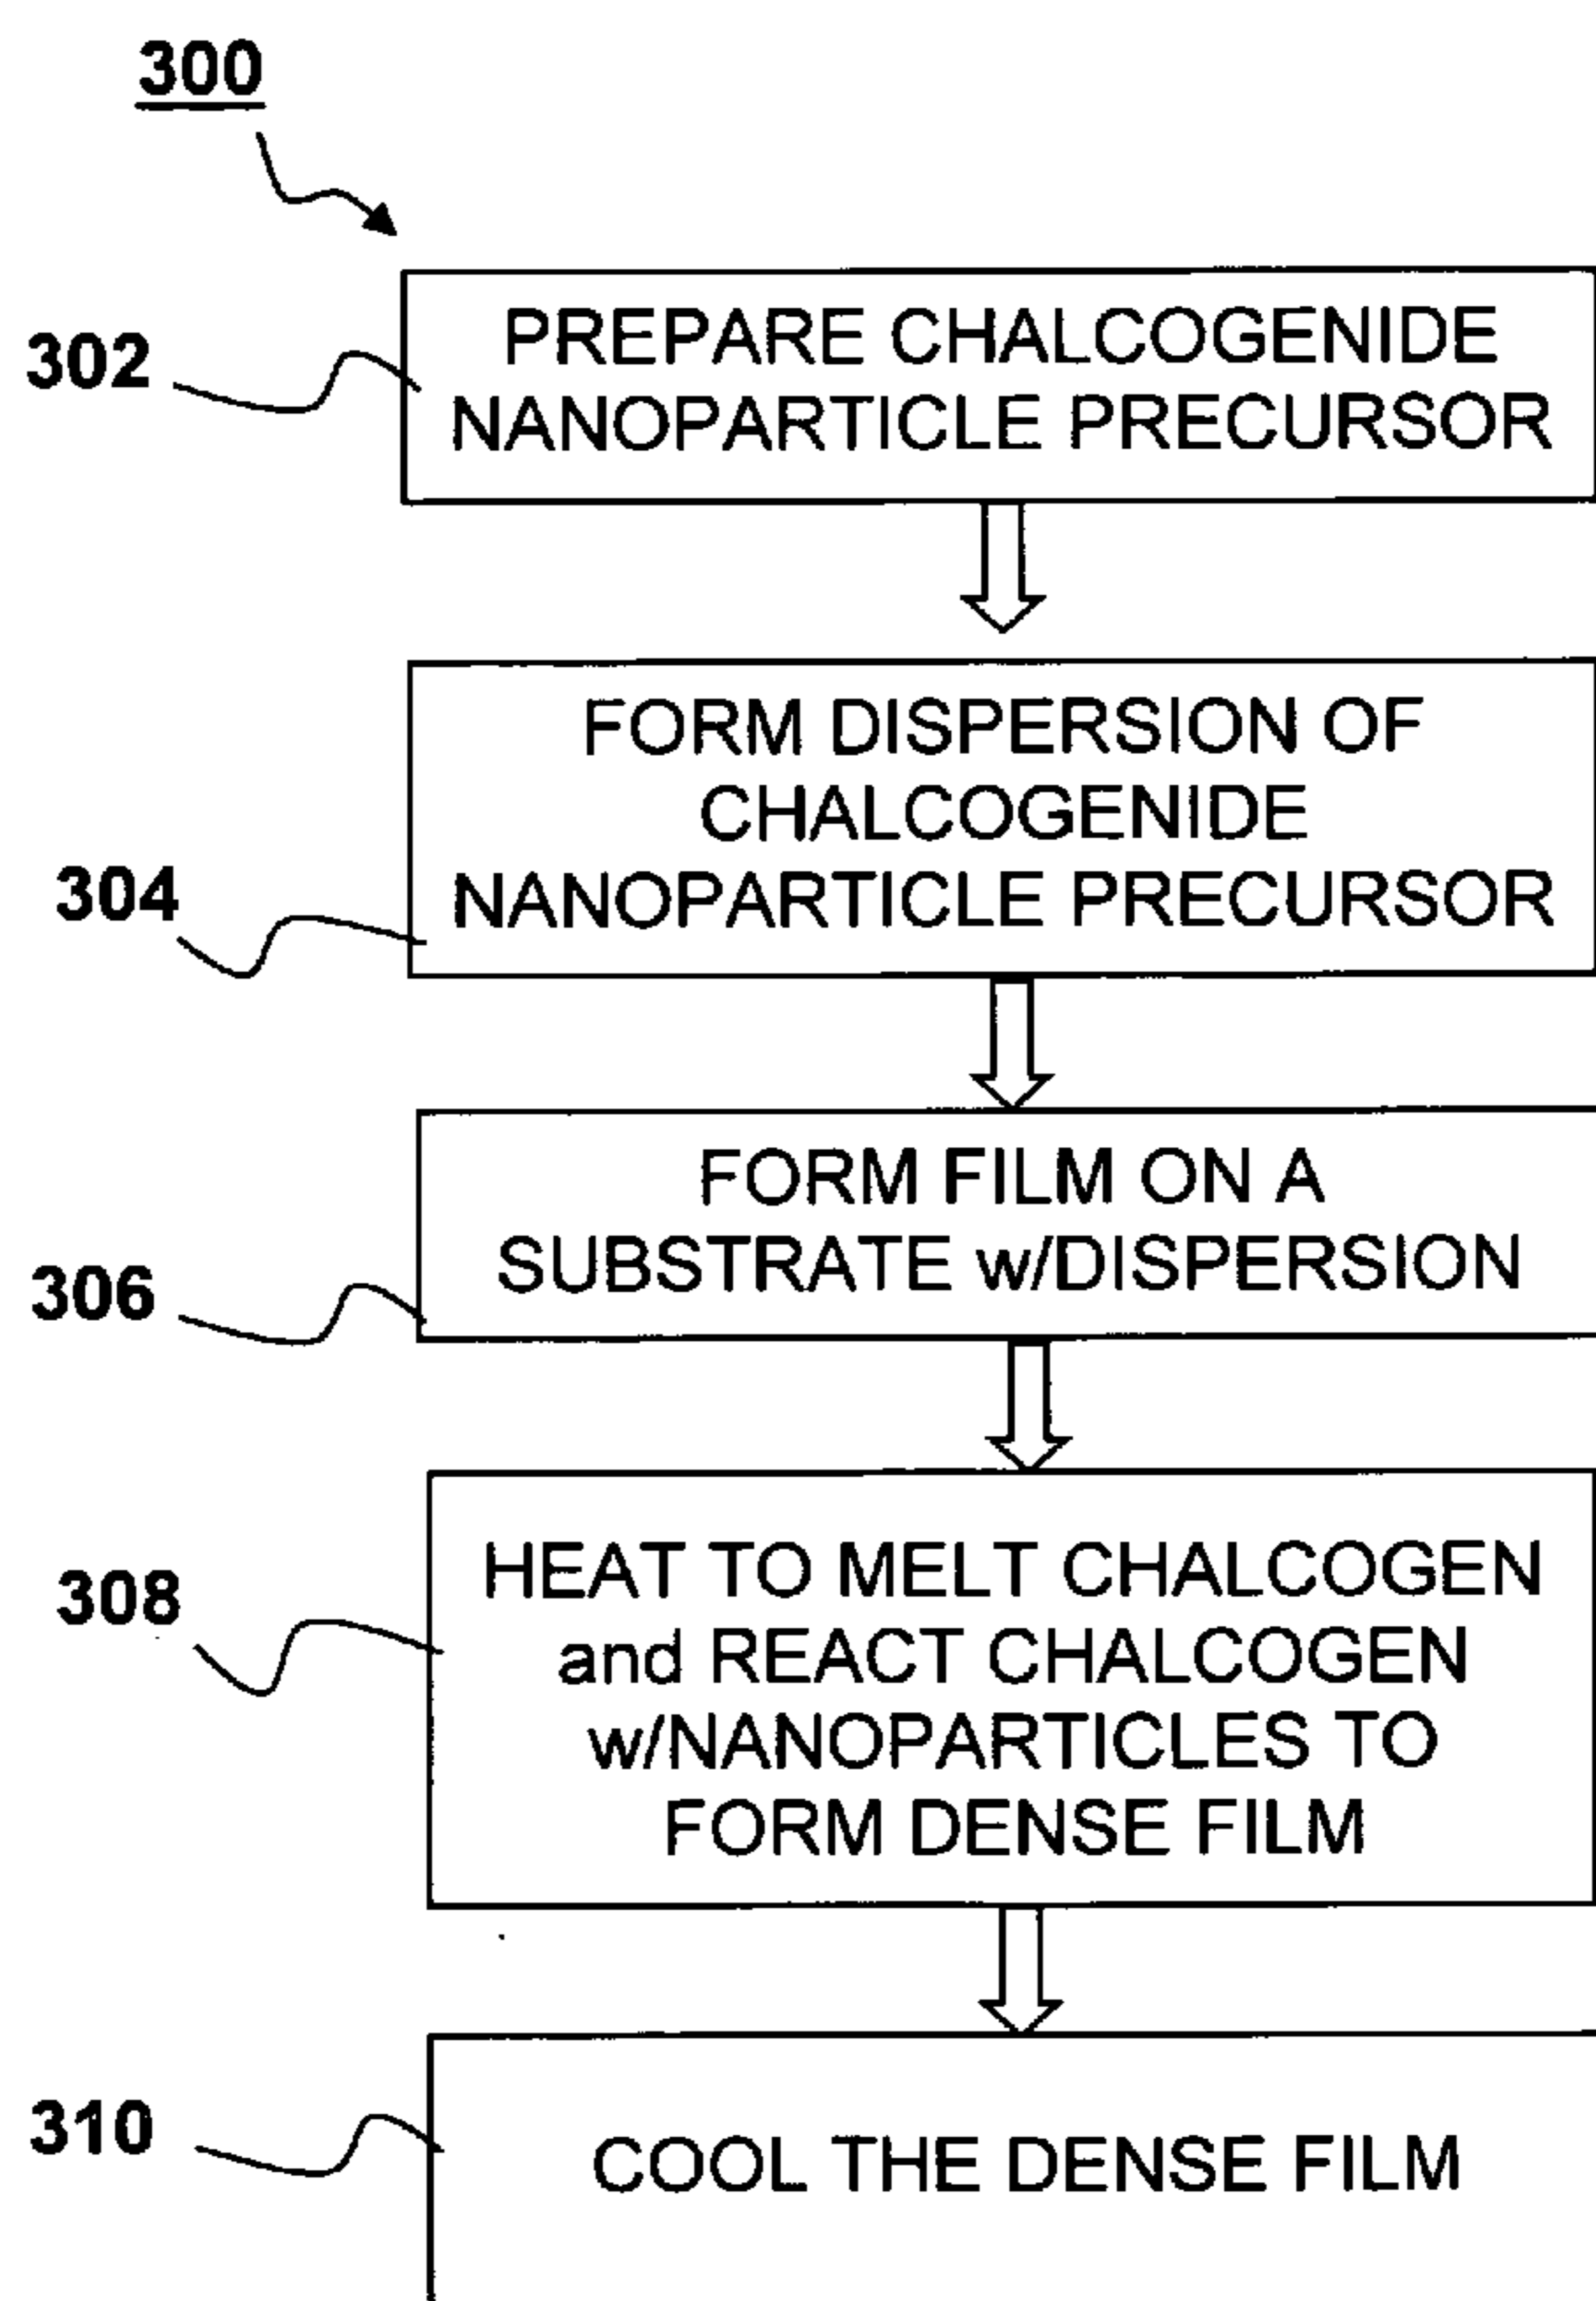 300
302
PREPARE CHALCOGENIDE
NANOPARTICLE PRECURSOR
304
FORM DISPERSION OF
CHALCOGENIDE
NANOPARTICLE PRECURSOR
306
FORM FILM ON A
SUBSTRATE w/DISPERSION
308
HEAT TO MELT CHALCOGEN
and REACT CHALCOGEN
w/NANOPARTICLES TO
FORM DENSE FILM
310
COOL THE DENSE FILM